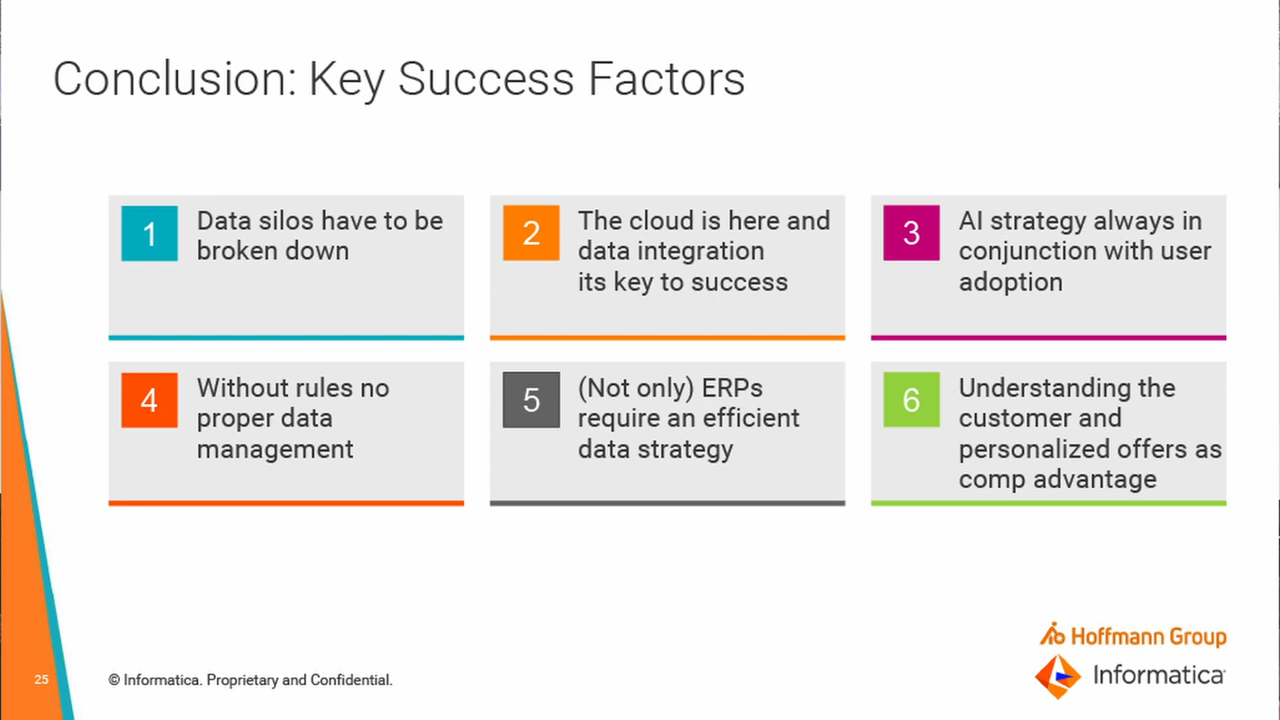 Conclusion: Key Success Factors
1
Data silos have to be
broken down
2
The cloud is here and
data integration
its key to success
3
AI strategy always in
conjunction with user
adoption
4
Without rules no
proper data
management
5
(Not only) ERPs
require an efficient
data strategy
6
Understanding the
customer and
personalized offers as
comp advantage
Hoffmann Group
Informatica
25
© Informatica. Proprietary and Confidential.